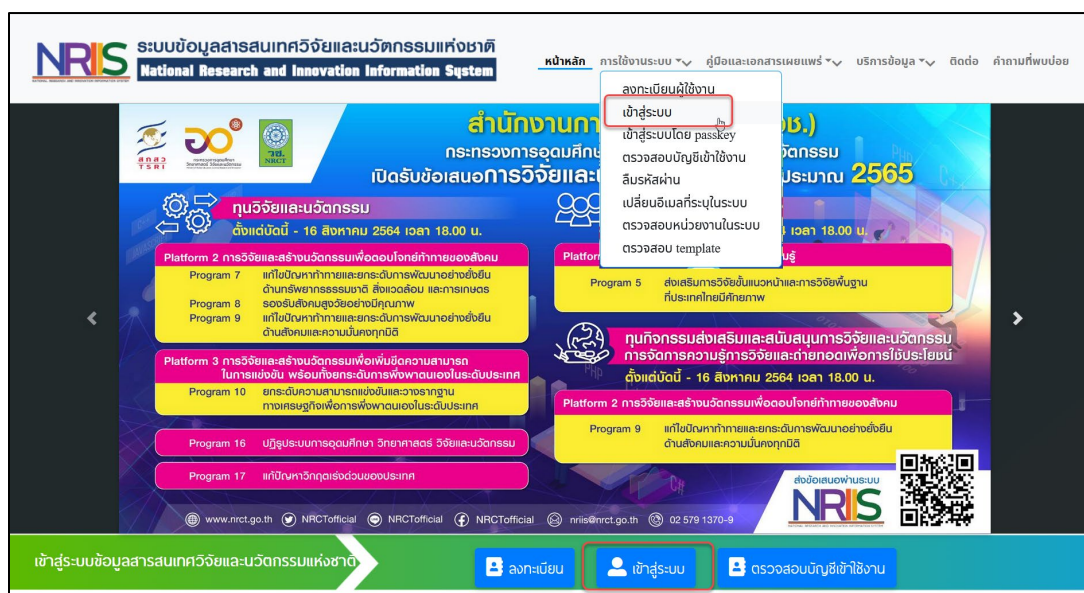 NRIIS
ระบบข้อมูลสารสนเทศวิจัยและนวัตกรรมแห่งชาติ
National Research and Innovation Information System
หน้าหลัก การใช้งานระบบ คู่มือและเอกสารเผยแพร่ บริการข้อมูล ติดต่อ คำถามที่พบบ่อย
ลงทะเบียนผู้ใช้งาน
เข้าสู่ระบบ
เข้าสู่ระบบโดย passkey
ตรวจสอบบัญชีเข้าใช้งาน
ลืมรหัสผ่าน
เปลี่ยนอีเมลที่ระบุในระบบ
ตรวจสอบหน่วยงานในระบบ
ตรวจสอบ template
สกสว
TSRI
วช.
NRCT
สำนักงานกา
วช.)
กระทรวงการอุดมศึก
วัตกรรม
เปิดรับข้อเสนอการวิจัยและ
ประมาณ 2565
ทุนวิจัยและนวัตกรรม
ตั้งแต่บัดนี้ - 16 สิงหาคม 2564 เวลา 18.00 น.
Platform 2 การวิจัยและสร้างนวัตกรรมเพื่อตอบโจทย์ท้าทายของสังคม
Program 7 แก้ไขปัญหาท้าทายและยกระดับการพัฒนาอย่างยั่งยืน
ด้านทรัพยากรธรรมชาติ สิ่งแวดล้อม และการเกษตร
Program 8 รองรับสังคมสูงวัยอย่างมีคุณภาพ
Program 9 แก้ไขปัญหาท้าทายและยกระดับการพัฒนาอย่างยั่งยืน
ด้านสังคมและความมั่นคงทุกมิติ
Platform 3 การวิจัยและสร้างนวัตกรรมเพื่อเพิ่มขีดความสามารถ
ในการแข่งขัน พร้อมทั้งยกระดับการพึ่งพาตนเองในระดับประเทศ
Program 10 ยกระดับความสามารถแข่งขันและวางรากฐาน
ทางเศรษฐกิจเพื่อการพึ่งพาตนเองในระดับประเทศ
Program 16 ปฏิรูประบบการอุดมศึกษา วิทยาศาสตร์ วิจัยและนวัตกรรม
Program 17 แก้ปัญหาวิกฤตเร่งด่วนของประเทศ
4 เวลา 18.00 น.
Platfor
มรู้
Program 5 ส่งเสริมการวิจัยขั้นแนวหน้าและการวิจัยพื้นฐาน
ที่ประเทศไทยมีศักยภาพ
ทุนกิจกรรมส่งเสริมและสนับสนุนการวิจัยและนวัตกรรม
การจัดการความรู้การวิจัยและถ่ายทอดเพื่อการใช้ประโยชน์
ตั้งแต่บัดนี้ - 16 สิงหาคม 2564 เวลา 18.00 น.
Platform 2 การวิจัยและสร้างนวัตกรรมเพื่อตอบโจทย์ท้าทายของสังคม
Program 9 แก้ไขปัญหาท้าทายและยกระดับการพัฒนาอย่างยั่งยืน
ด้านสังคมและความมั่นคงทุกมิติ
ส่งข้อเสนอผ่านระบบ
NRIIS
www.nrct.go.th NRCTofficial NRCTofficial NRCTofficial nriis@nrct.go.th 02 579 1370-9
เข้าสู่ระบบข้อมูลสารสนเทศวิจัยและนวัตกรรมแห่งชาติ
ลงทะเบียน เข้าสู่ระบบ ตรวจสอบบัญชีเข้าใช้งาน